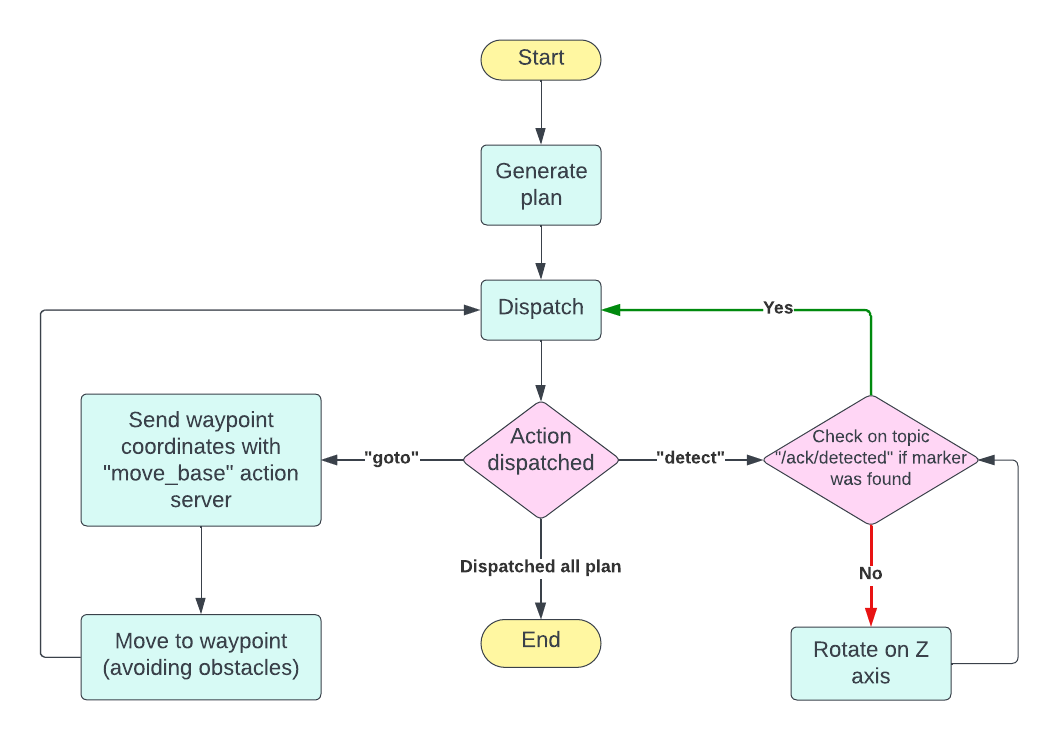 Start
Generate
plan
Dispatch
Yes
Send waypoint
coordinates with
"move_base" action
server
"goto"
Action
dispatched
"detect"
Check on topic
"/ack/detected" if marker
was found
Dispatched all plan
No
Move to waypoint
(avoiding obstacles)
End
Rotate on Z
axis